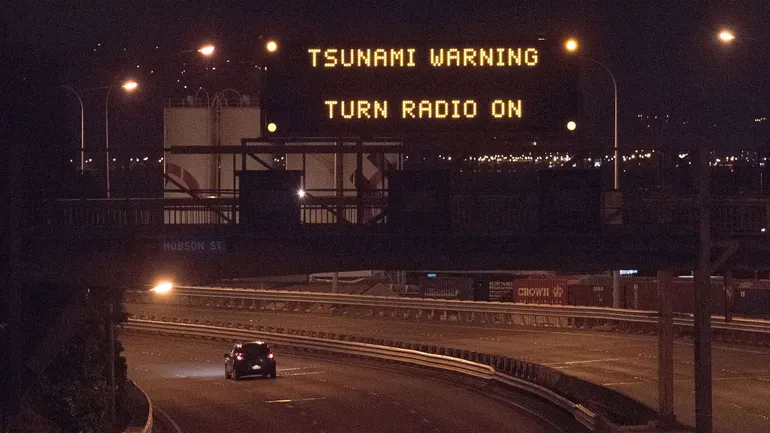 TSUNAMI WARNING
TURN RADIO ON
HOBSON ST
CROWN